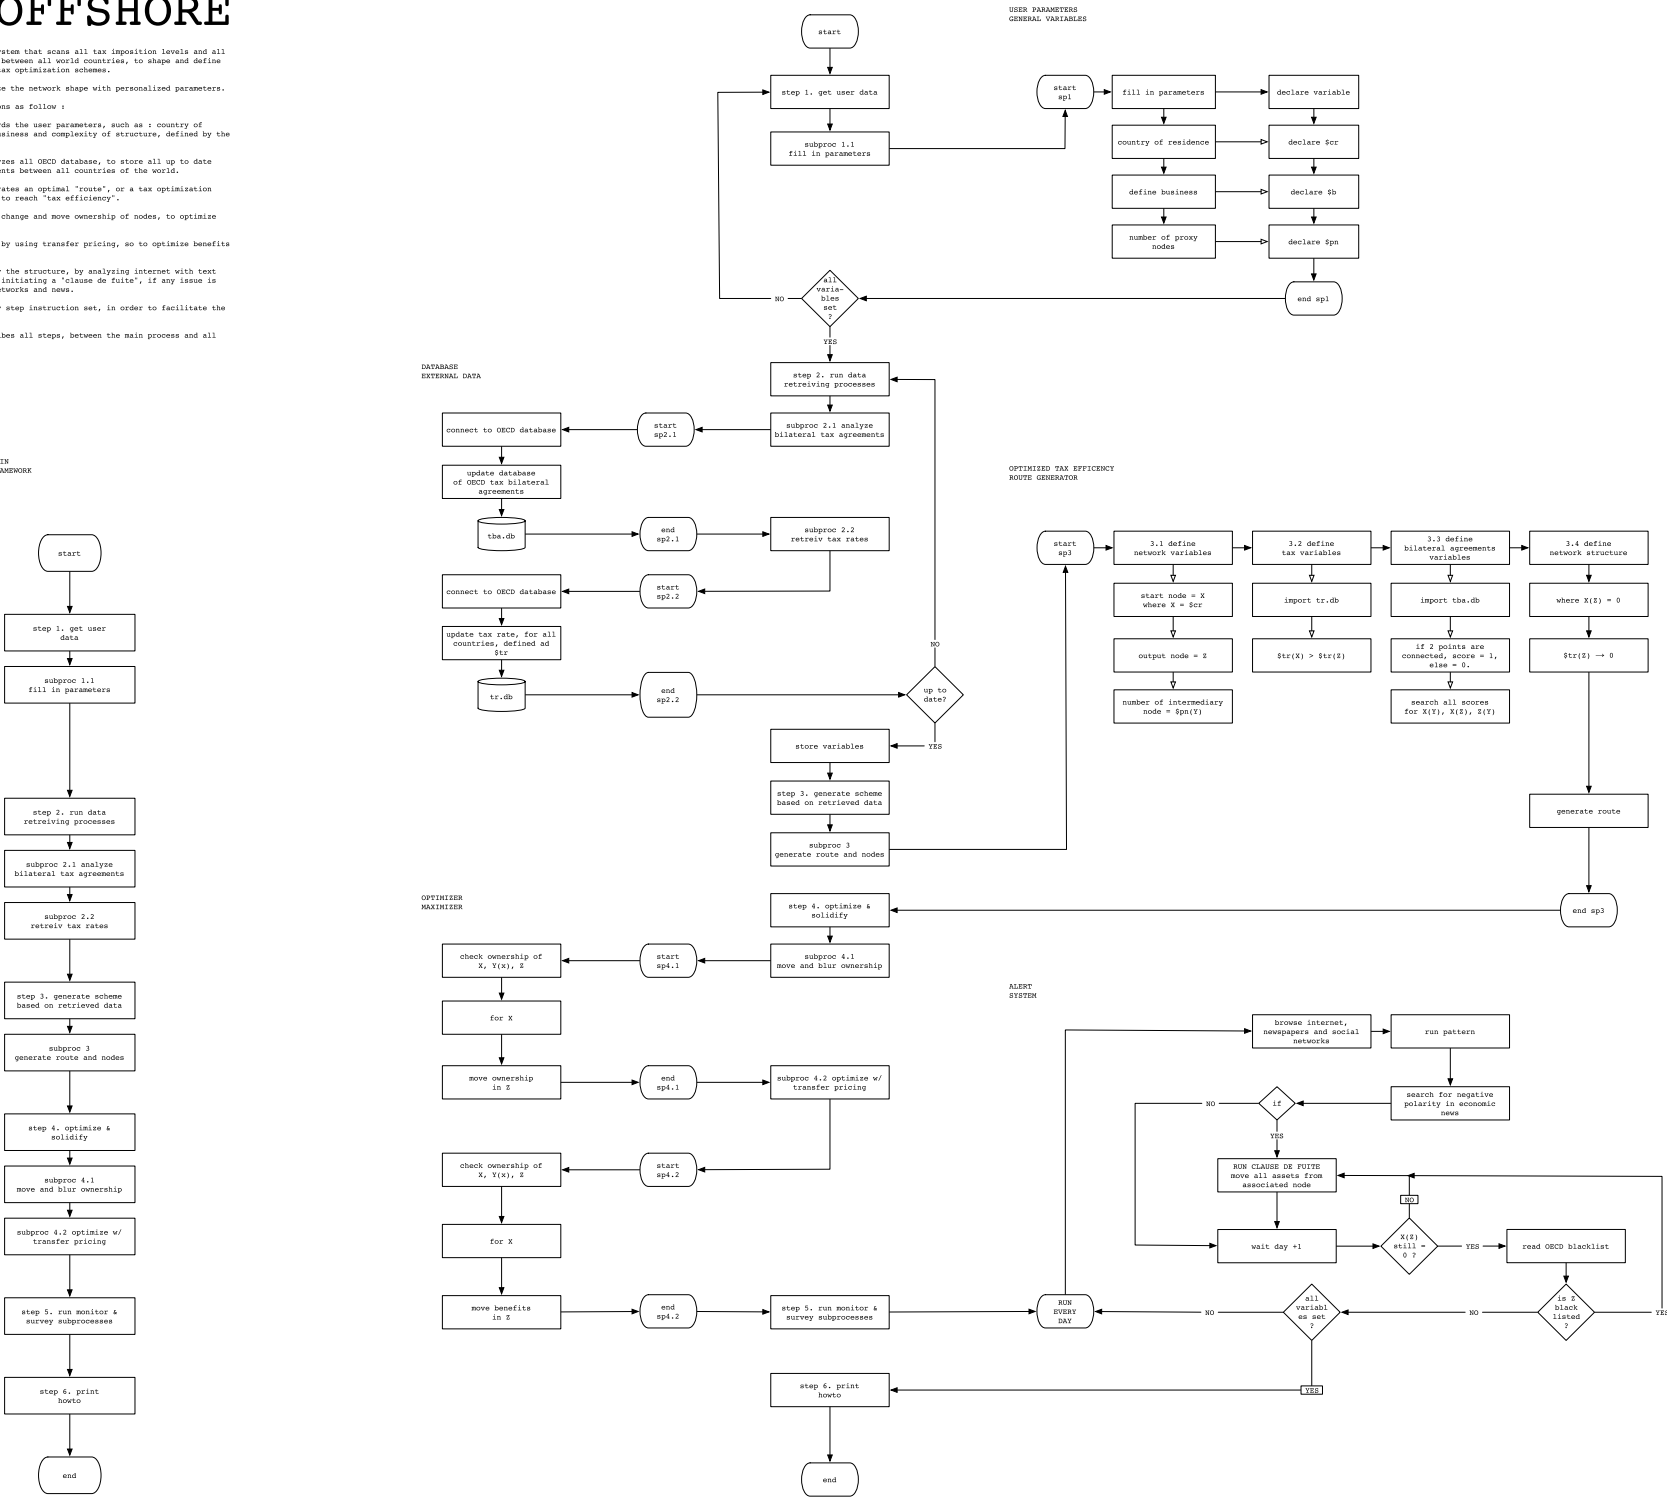 OFFSHORE
that scans all tax imposition levels and all
between all world countries, to shape and define
tax optimization schemes.
the network shape with personalized parameters.
as follow :
the user parameters, such as : country of
and complexity of structure, defined by the
all OECD database, to store all up to date
between all countries of the world.
an optimal "route", or a tax optimization
to reach "tax efficiency".
change and move ownership of nodes, to optimize
by using transfer pricing, so to optimize benefits
the structure, by analyzing internet with text
initiating a "clause de fuite", if any issue is
and news.
step instruction set, in order to facilitate the
all steps, between the main process and all
IN
AMEWORK
start
step 1. get user
data
subproc 1.1
fill in parameters
step 2. run data
retreiving processes
subproc 2.1 analyze
bilateral tax agreements
subproc 2.2
retreiv tax rates
step 3. generate scheme
based on retrieved data
subproc 3
generate route and nodes
step 4. optimize &
solidify
subproc 4.1
move and blur ownership
subproc 4.2 optimize w/
transfer pricing
step 5. run monitor &
survey subprocesses
step 6. print
howto
end
start
step 1. get user data
subproc 1.1
fill in parameters
USER PARAMETERS
GENERAL VARIABLES
start
sp1
fill in parameters
declare variable
country of residence
declare $cr
define business
declare $b
number of proxy
nodes
declare $pn
end sp1
all
varia-
bles
set
?
NO
YES
DATABASE
EXTERNAL DATA
step 2. run data
retreiving processes
subproc 2.1 analyze
bilateral tax agreements
start
sp2.1
connect to OECD database
update database
of OECD tax bilateral
agreements
tba.db
end
sp2.1
subproc 2.2
retreiv tax rates
start
sp2.2
connect to OECD database
update tax rate, for all
countries, defined ad
$tr
tr.db
end
sp2.2
up to
date?
NO
YES
store variables
step 3. generate scheme
based on retrieved data
subproc 3
generate route and nodes
OPTIMIZED TAX EFFICENCY
ROUTE GENERATOR
start
sp3
3.1 define
network variables
3.2 define
tax variables
3.3 define
bilateral agreements
variables
3.4 define
network structure
start node = X
where X = $cr
import tr.db
import tba.db
where X(Z) = 0
output node = Z
$tr(X) > $tr(Z)
if 2 points are
connected, score = 1,
else = 0.
$tr(Z) → 0
number of intermediary
node = $pn(Y)
search all scores
for X(Y), X(Z), Z(Y)
generate route
end sp3
OPTIMIZER
MAXIMIZER
step 4. optimize &
solidify
subproc 4.1
move and blur ownership
start
sp4.1
check ownership of
X, Y(x), Z
for X
move ownership
in Z
end
sp4.1
subproc 4.2 optimize w/
transfer pricing
start
sp4.2
check ownership of
X, Y(x), Z
for X
move benefits
in Z
end
sp4.2
step 5. run monitor &
survey subprocesses
RUN
EVERY
DAY
ALERT
SYSTEM
browse internet,
newspapers and social
networks
run pattern
search for negative
polarity in economic
news
if
NO
YES
RUN CLAUSE DE FUITE
move all assets from
associated node
wait day +1
X(Z)
still =
0 ?
NO
YES
read OECD blacklist
is Z
black
listed
?
YES
NO
all
variabl
es set
?
NO
YES
step 6. print
howto
end